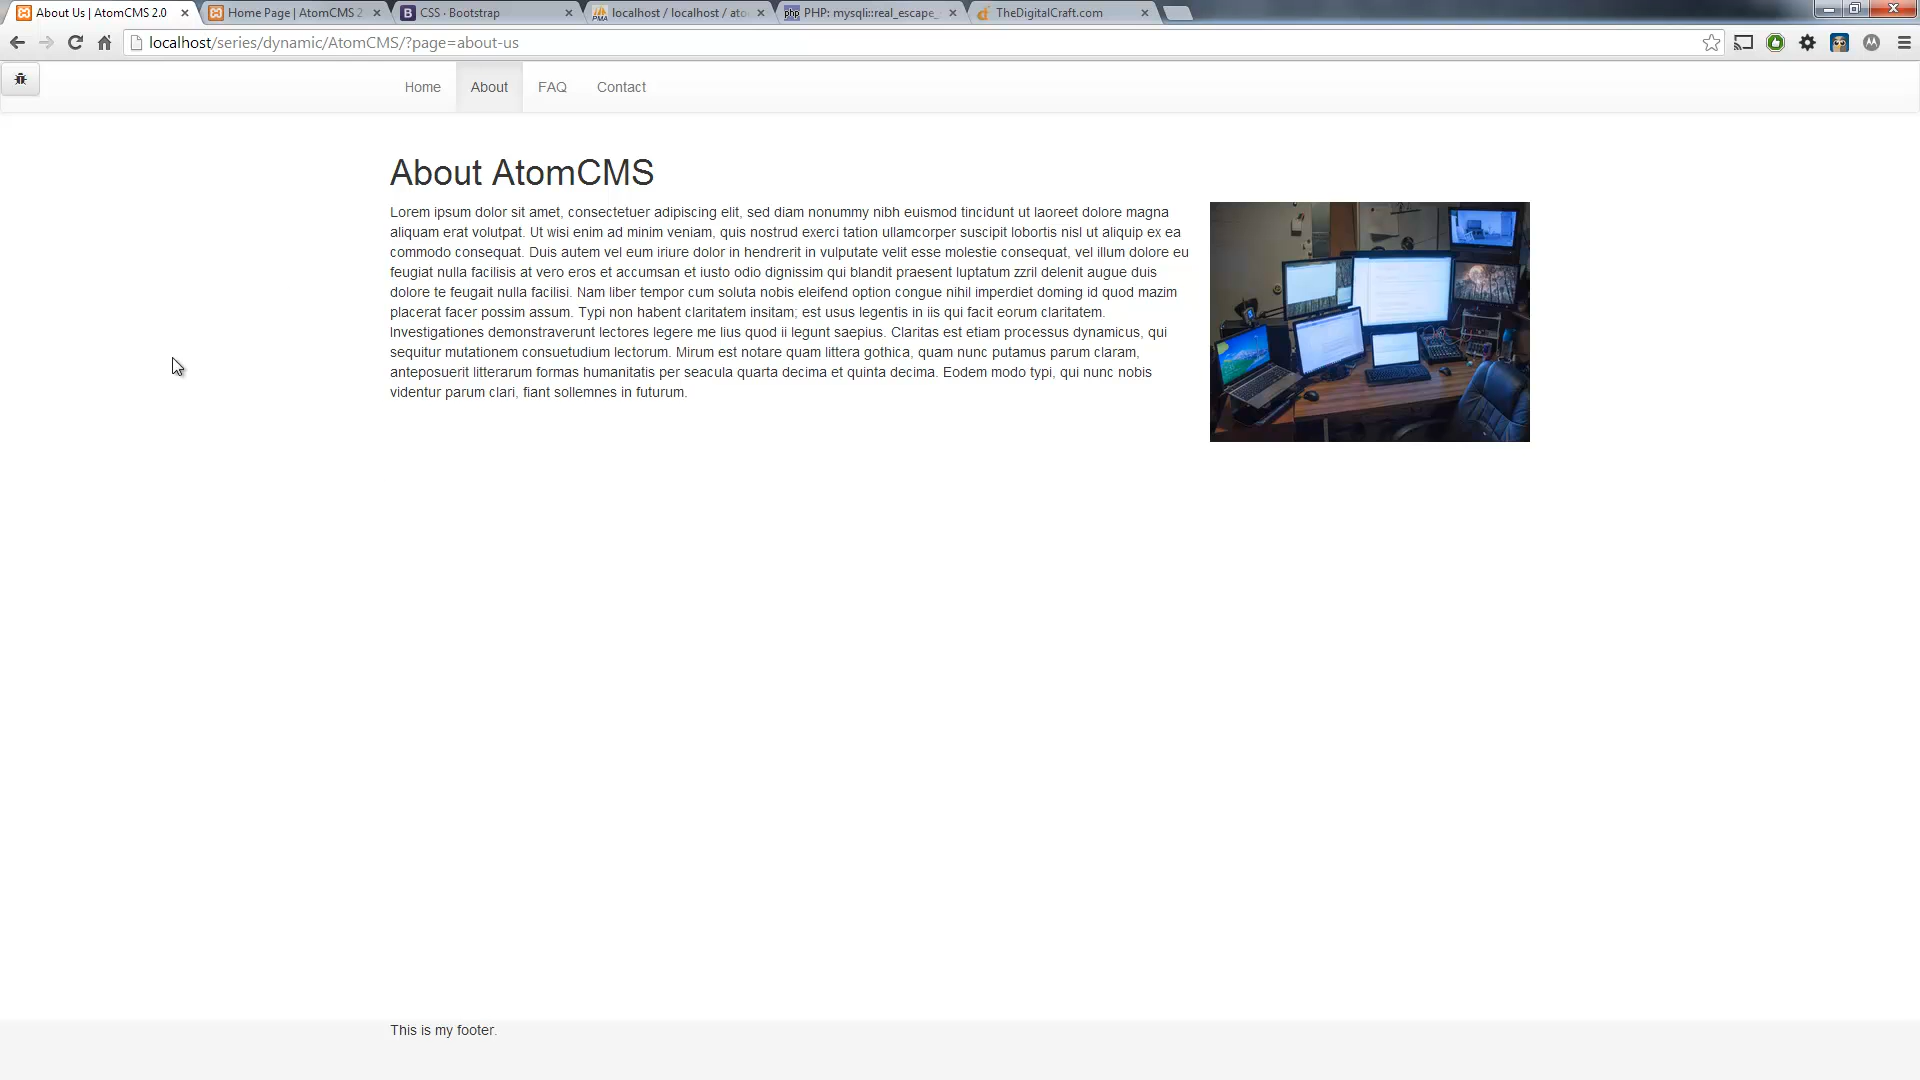 About Us | AtomCMS 2.0
Home Page | AtomCMS 2
CSS · Bootstrap
localhost / localhost / ato
PHP: mysqli::real_escape_
TheDigitalCraft.com
localhost/series/dynamic/AtomCMS/?page=about-us
Home
About
FAQ
Contact
About AtomCMS
Lorem ipsum dolor sit amet, consectetuer adipiscing elit, sed diam nonummy nibh euismod tincidunt ut laoreet dolore magna
aliquam erat volutpat. Ut wisi enim ad minim veniam, quis nostrud exerci tation ullamcorper suscipit lobortis nisl ut aliquip ex ea
commodo consequat. Duis autem vel eum iriure dolor in hendrerit in vulputate velit esse molestie consequat, vel illum dolore eu
feugiat nulla facilisis at vero eros et accumsan et iusto odio dignissim qui blandit praesent luptatum zzril delenit augue duis
dolore te feugait nulla facilisi. Nam liber tempor cum soluta nobis eleifend option congue nihil imperdiet doming id quod mazim
placerat facer possim assum. Typi non habent claritatem insitam; est usus legentis in iis qui facit eorum claritatem.
Investigationes demonstraverunt lectores legere me lius quod ii legunt saepius. Claritas est etiam processus dynamicus, qui
sequitur mutationem consuetudium lectorum. Mirum est notare quam littera gothica, quam nunc putamus parum claram,
anteposuerit litterarum formas humanitatis per seacula quarta decima et quinta decima. Eodem modo typi, qui nunc nobis
videntur parum clari, fiant sollemnes in futurum.
This is my footer.